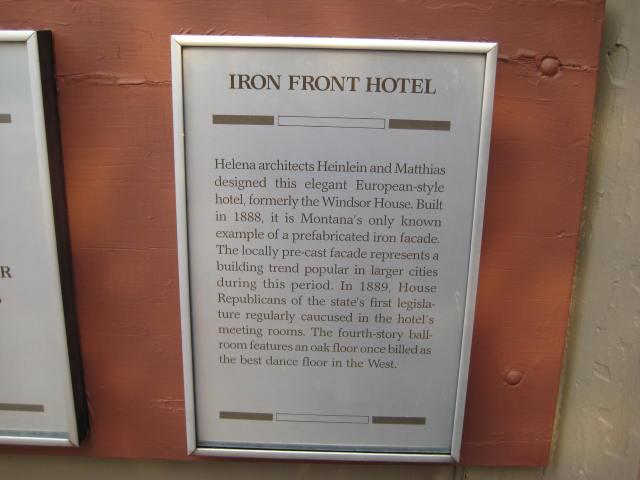 IRON FRONT HOTEL
Helena architects Heinlein and Matthias
designed this elegant European-style
hotel, formerly the Windsor House. Built
in 1888, it is Montana's only known
example of a prefabricated iron facade.
The locally pre-cast facade represents a
building trend popular in larger cities
during this period. In 1889, House
Republicans of the state's first legisla-
ture regularly caucused in the hotel's
meeting rooms. The fourth-story ball-
room features an oak floor once billed as
the best dance floor in the West.
R